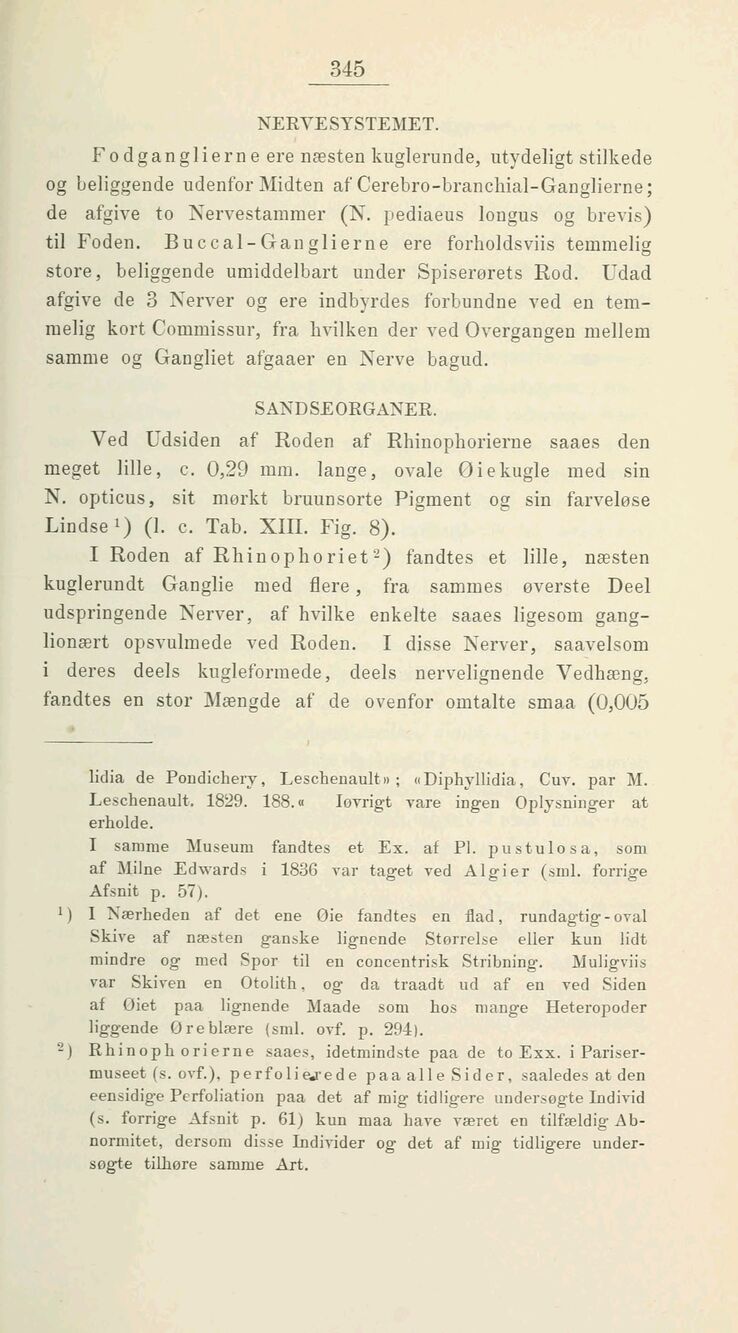 345
NERVESYSTEMET.
Fodganglierne ere næsten kuglerunde, utydeligt stilkede
og beliggende udenfor Midten af Cerebro-branchial-Ganglierne;
de afgive to Nervestammer (N. pediaeus longus og brevis)
til Foden. Buccal-Ganglierne ere forholdsviis temmelig
store, beliggende umiddelbart under Spiserørets Rod. Udad
afgive de 3 Nerver og ere indbyrdes forbundne ved en tem-
melig kort Commissur, fra hvilken der ved Overgangen mellem
samme og Gangliet afgaaer en Nerve bagud.
SANDSEORGANER.
Ved Udsiden af Roden af Rhinophorierne saaes den
meget lille, c. 0,29 mm. lange, ovale Øiekugle med sin
N. opticus, sit mørkt bruunsorte Pigment og sin farveløse
Lindse ¹) (l. c. Tab. XIII. Fig. 8).
I Roden af Rhinophoriet ²) fandtes et lille, næsten
kuglerundt Ganglie med flere, fra sammes øverste Deel
udspringende Nerver, af hvilke enkelte saaes ligesom gang-
lionært opsvulmede ved Roden. I disse Nerver, saavelsom
i deres deels kugleformede, deels nervelignende Vedhæng,
fandtes en stor Mængde af de ovenfor omtalte smaa (0,005
lidia de Pondichery, Leschenault»; «Diphyllidia, Cuv. par M.
Leschenault. 1829. 188.« Iøvrigt vare ingen Oplysninger at
erholde.
I samme Museum fandtes et Ex. af Pl. pustulosa, som
af Milne Edwards i 1836 var taget ved Algier (sml. forrige
Afsnit p. 57).
¹) I Nærheden af det ene Øie fandtes en flad, rundagtig-oval
Skive af næsten ganske lignende Størrelse eller kun lidt
mindre og med Spor til en concentrisk Stribning. Muligviis
var Skiven en Otolith, og da traadt ud af en ved Siden
af Øiet paa lignende Maade som hos mange Heteropoder
liggende Øreblære (sml. ovf. p. 294).
²) Rhinophorierne saaes, idetmindste paa de to Exx. i Pariser-
museet (s. ovf.), perfolierede paa alle Sider, saaledes at den
eensidige Perfoliation paa det af mig tidligere undersøgte Individ
(s. forrige Afsnit p. 61) kun maa have været en tilfældig Ab-
normitet, dersom disse Individer og det af mig tidligere under-
søgte tilhøre samme Art.